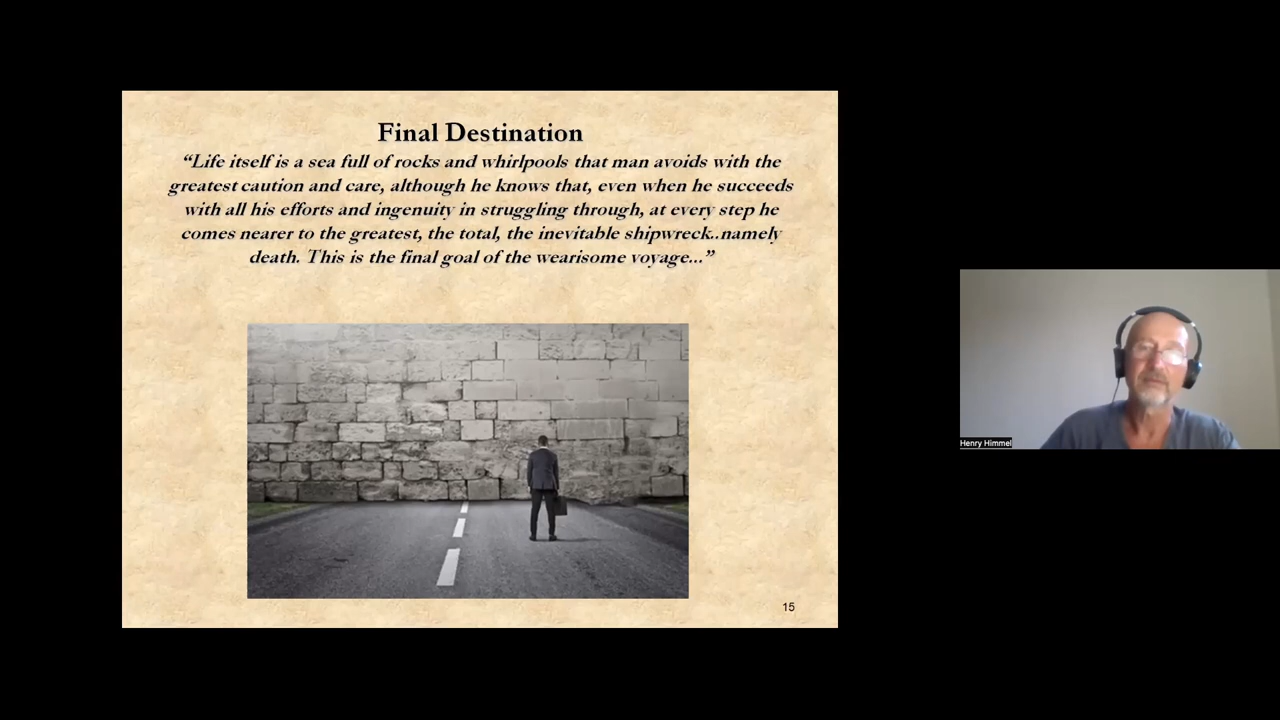 Final Destination
“Life itself is a sea full of rocks and whirlpools that man avoids with the
greatest caution and care, although he knows that, even when he succeeds
with all his efforts and ingenuity in struggling through, at every step he
comes nearer to the greatest, the total, the inevitable shipwreck..namely
death. This is the final goal of the wearisome voyage...”
15
Henry Himmel